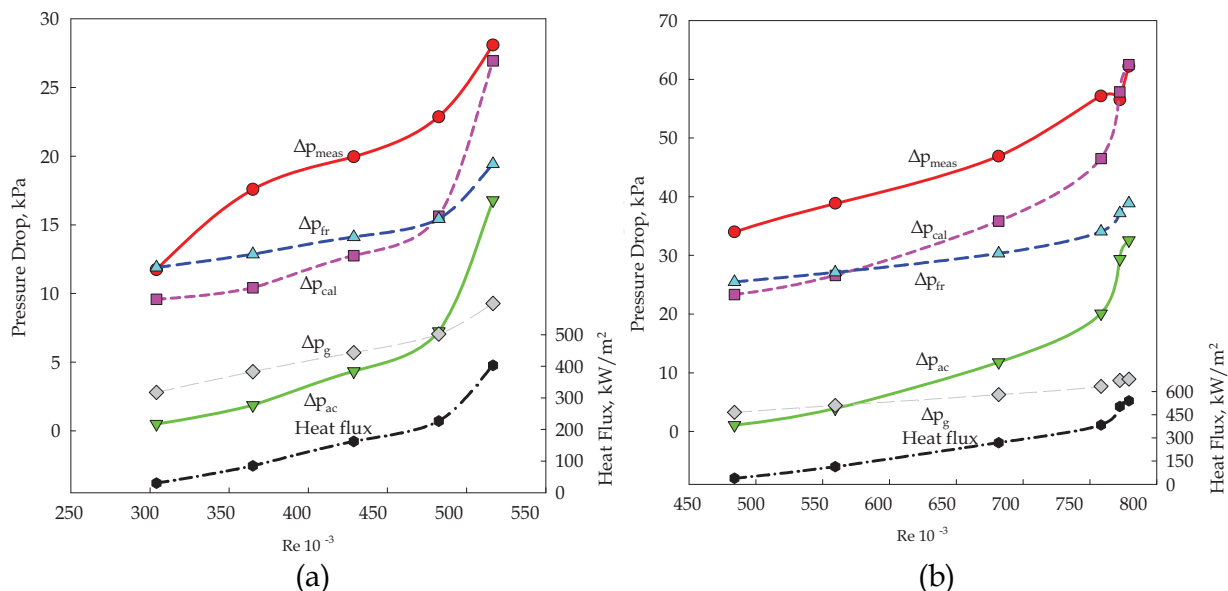 30
25
20
15
10
5
0
Pressure Drop, kPa
Δp_meas
Δp_fr
Δp_cal
Δp_g
Δp_ac
Heat flux
500
400
300
200
100
0
Heat Flux, kW/m²
250 300 350 400 450 500 550
Re 10 ⁻³
(a)
70
60
50
40
30
20
10
0
Pressure Drop, kPa
Δp_meas
Δp_cal
Δp_fr
Δp_ac
Δp_g
Heat flux
600
450
300
150
0
Heat Flux, kW/m²
450 500 550 600 650 700 750 800
Re 10 ⁻³
(b)